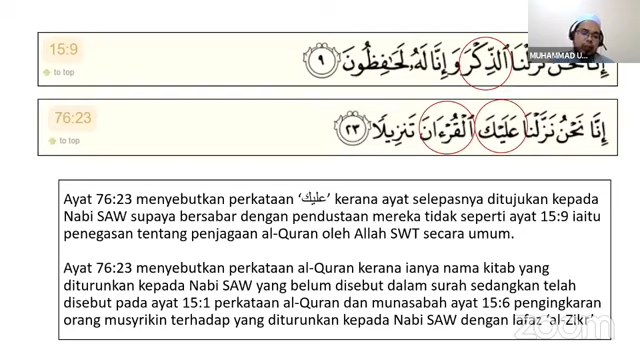 15:9
to top
إِنَّا نَحْنُ نَزَّلْنَا ٱلذِّكْرَ وَإِنَّا لَهُۥ لَحَـٰفِظُونَ ٩
MUHAMMAD U...
76:23
to top
إِنَّا نَحْنُ نَزَّلْنَا عَلَيْكَ ٱلْقُرْءَانَ تَنزِيلًا ٢٣
Ayat 76:23 menyebutkan perkataan ‘عليك’ kerana ayat selepasnya ditujukan kepada
Nabi SAW supaya bersabar dengan pendustaan mereka tidak seperti ayat 15:9 iaitu
penegasan tentang penjagaan al-Quran oleh Allah SWT secara umum.
Ayat 76:23 menyebutkan perkataan al-Quran kerana ianya nama kitab yang
diturunkan kepada Nabi SAW yang belum disebut dalam surah sedangkan telah
disebut pada ayat 15:1 perkataan al-Quran dan munasabah ayat 15:6 pengingkaran
orang musyrikin terhadap yang diturunkan kepada Nabi SAW dengan lafaz ‘al-Zikr’
zoom